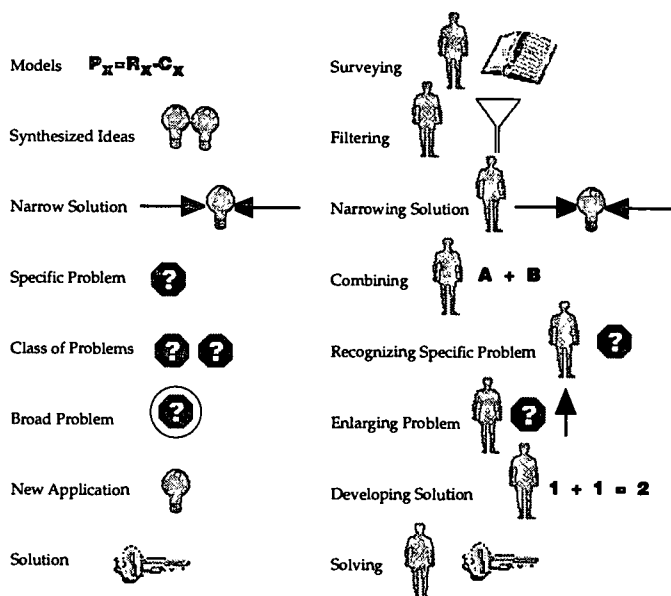 Models P_X=R_X-C_X
Synthesized Ideas
Narrow Solution
Specific Problem ?
Class of Problems ? ?
Broad Problem ?
New Application
Solution
Surveying
Filtering
Narrowing Solution
Combining A + B
Recognizing Specific Problem ?
Enlarging Problem ?
Developing Solution 1 + 1 = 2
Solving